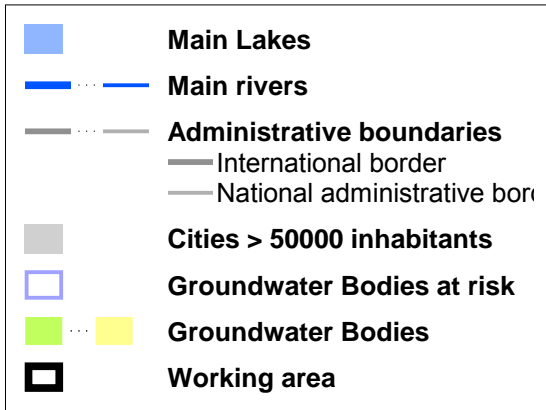 Main Lakes
Main rivers
Administrative boundaries
International border
National administrative
Cities > 50000 inhabitants
Groundwater Bodies at risk
Groundwater Bodies
Working area